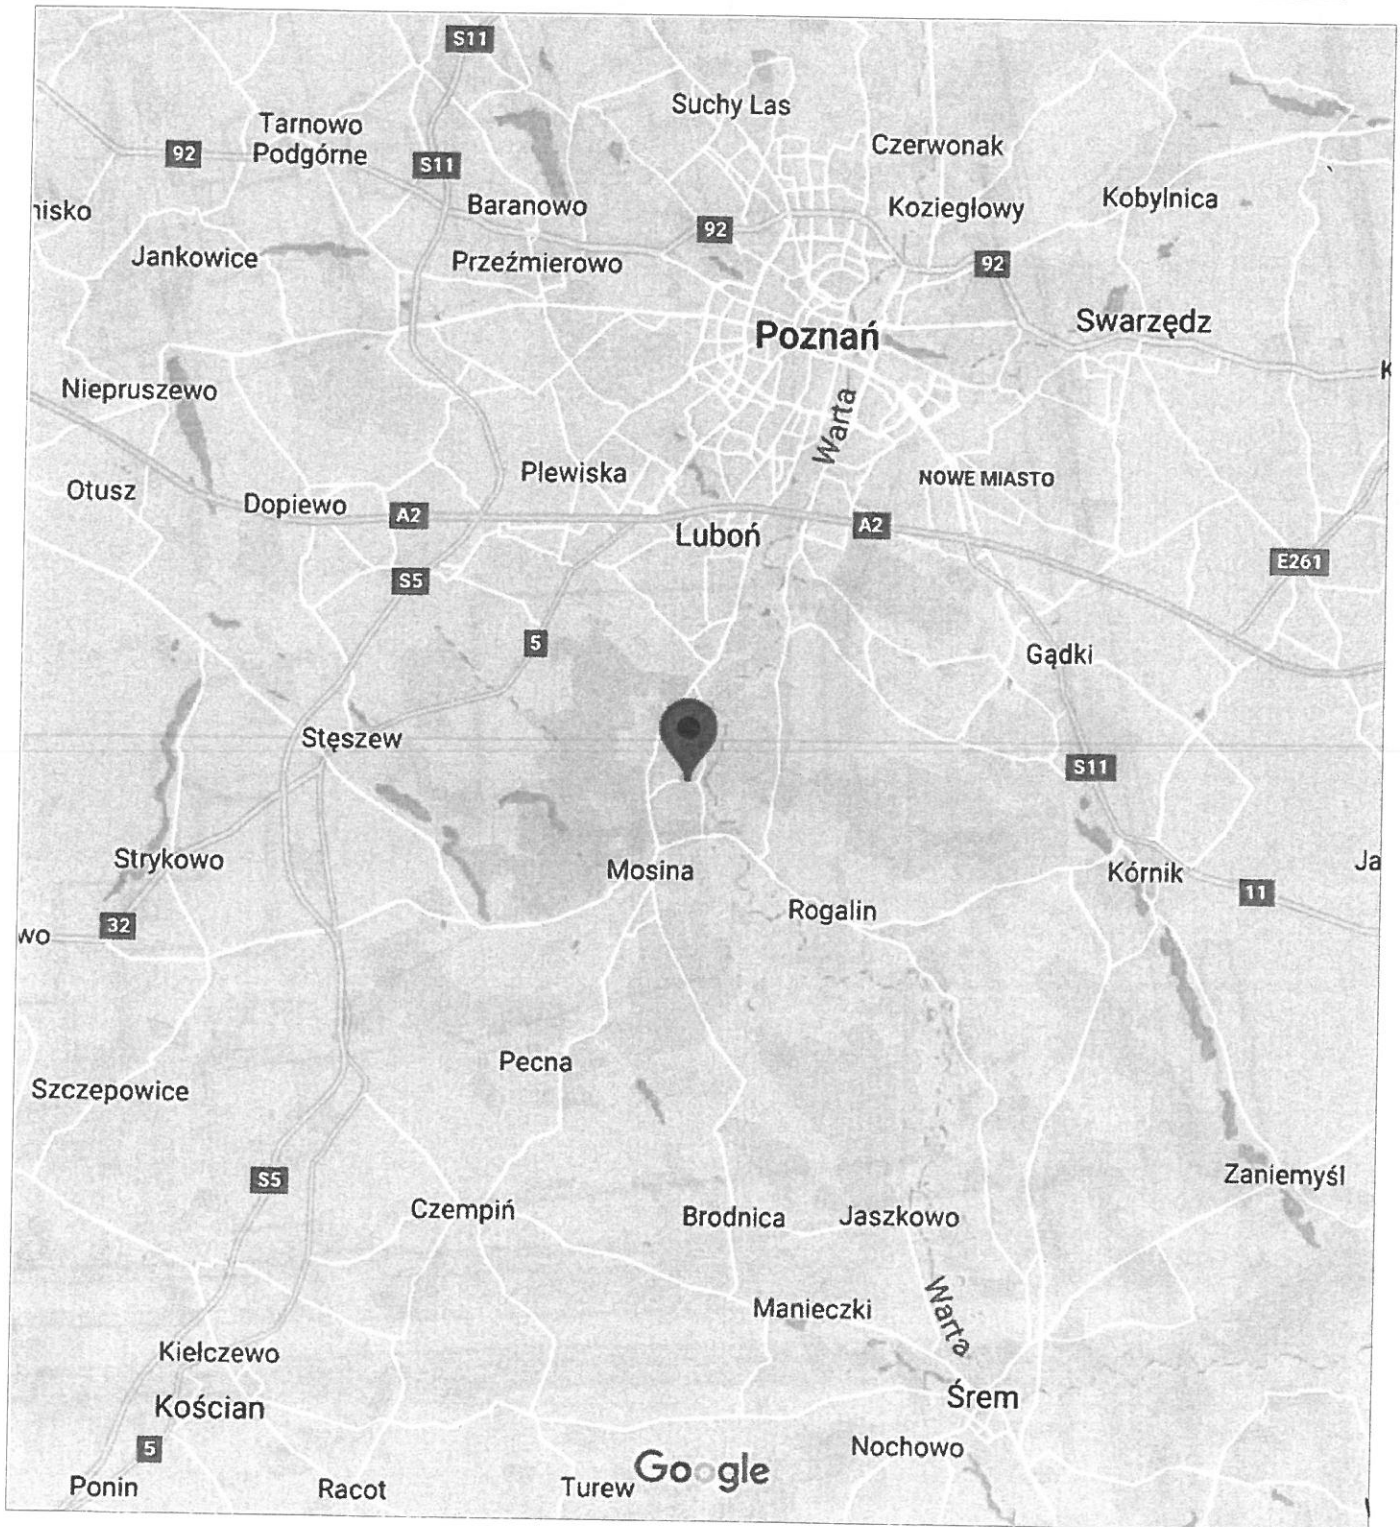 S11
Suchy Las
Tarnowo
Podgórne
Czerwonak
92
S11
Kobylnica
nisko
Baranowo
Koziegłowy
92
Jankowice
Przeźmierowo
92
Poznań
Swarzędz
K
Niepruszewo
Warta
Plewiska
NOWE MIASTO
Otusz
Dopiewo
A2
Luboń
A2
E261
S5
5
Gądki
Stęszew
S11
Strykowo
Mosina
Kórnik
Ja
11
Rogalin
32
wo
Pecna
Szczepowice
S5
Zaniemyśl
Czempiń
Brodnica
Jaszkowo
Manieczki
Warta
Kiełczewo
Kościan
Śrem
5
Nochowo
Google
Ponin
Racot
Turew